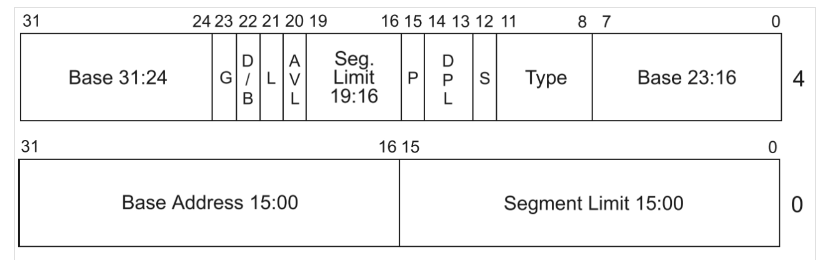 31 24 23 22 21 20 19 16 15 14 13 12 11 8 7 0
Base 31:24 G D/B L AVL Seg. Limit 19:16 P DPL S Type Base 23:16 4
31 16 15 0
Base Address 15:00 Segment Limit 15:00 0